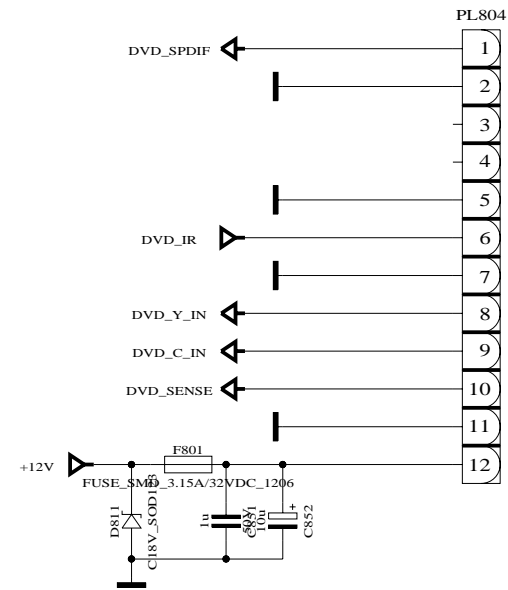 PL804
DVD_SPDIF 1
2
3
4
5
DVD_IR 6
7
DVD_Y_IN 8
DVD_C_IN 9
DVD_SENSE 10
11
F801
+12V 12
FUSE_SMD_3.15A/32VDC_1206
D811
C18V_SOD123
1u
50V
C851
10u
+
C852